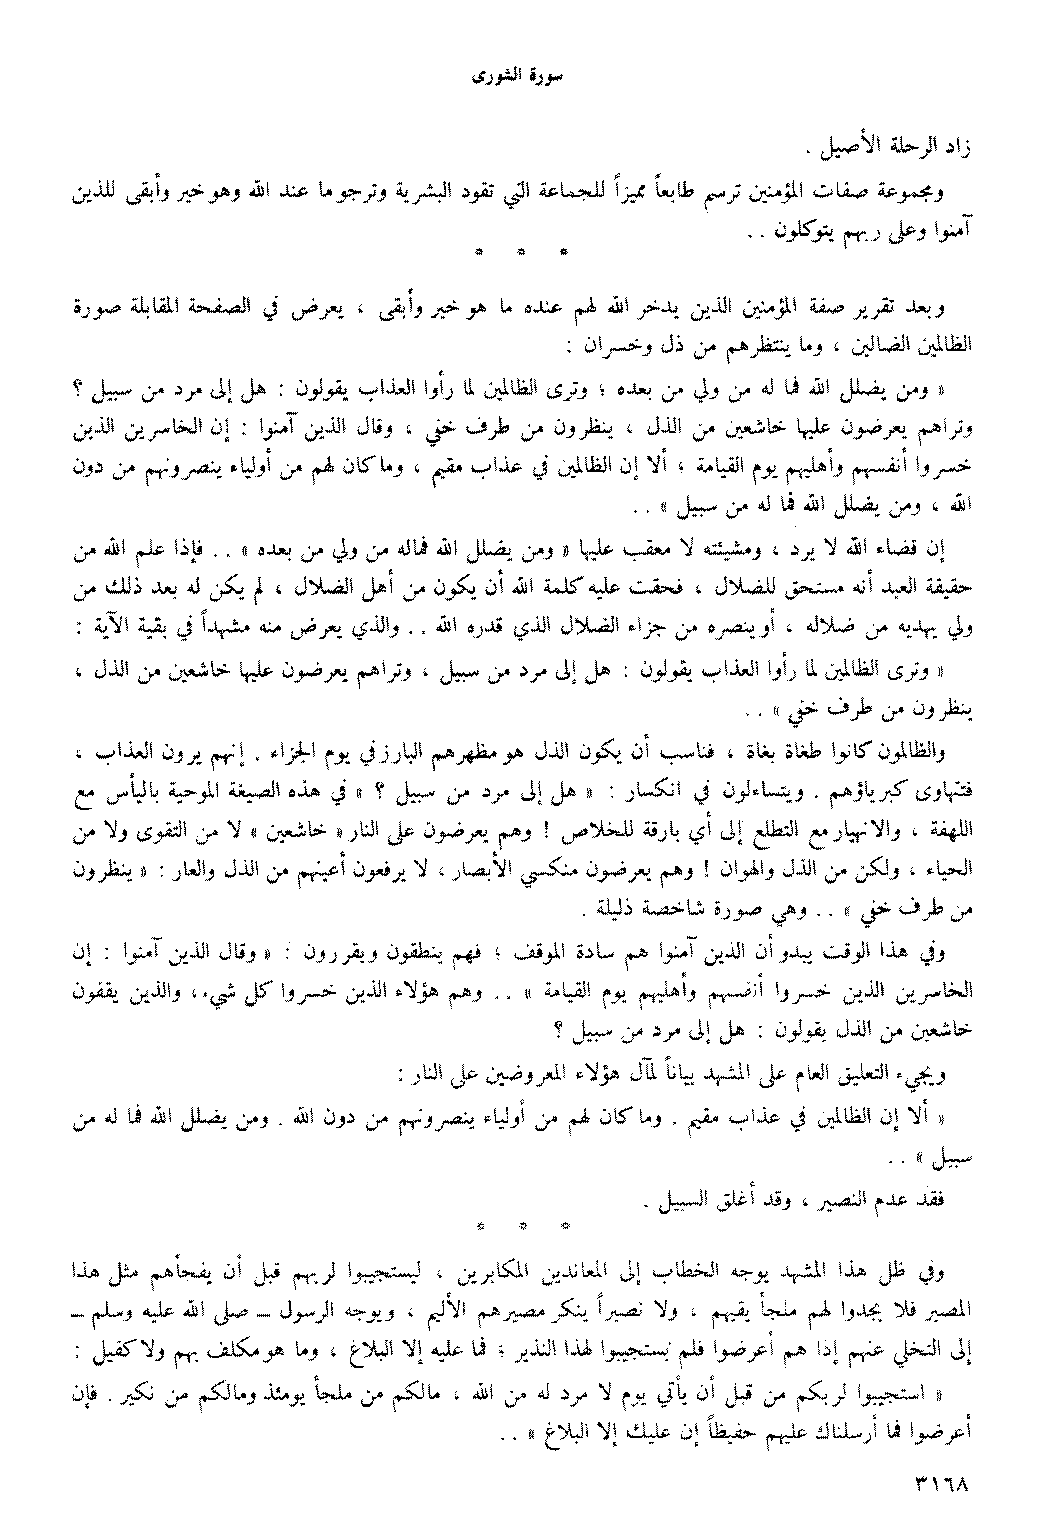 سورة الشورى
زاد الرحلة الأصيل .
ومجموعة صفات المؤمنين ترسم طابعاً مميزاً للجماعة التي تقود البشرية وترجو ما عند الله وهو خير وأبقى للذين
آمنوا وعلى ربهم يتوكلون . .
* * *
وبعد تقرير صفة المؤمنين الذين يدخر الله لهم عنده ما هو خير وأبقى ، يعرض في الصفحة المقابلة صورة
الظالمين الضالين ، وما ينتظرهم من ذل وخسران :
« ومن يضلل الله فما له من ولي من بعده ؛ وترى الظالمين لما رأوا العذاب يقولون : هل إلى مرد من سبيل ؟
وتراهم يعرضون عليها خاشعين من الذل ، ينظرون من طرف خفي ، وقال الذين آمنوا : إن الخاسرين الذين
خسروا أنفسهم وأهليهم يوم القيامة ؛ ألا إن الظالمين في عذاب مقيم ، وما كان لهم من أولياء ينصرونهم من دون
الله ، ومن يضلل الله فما له من سبيل » . .
إن قضاء الله لا يرد ، ومشيئته لا معقب عليها « ومن يضلل الله فماله من ولي من بعده » . . فإذا علم الله من
حقيقة العبد أنه مستحق للضلال ، فحقت عليه كلمة الله أن يكون من أهل الضلال ، لم يكن له بعد ذلك من
ولي يهديه من ضلاله ، أو ينصره من جزاء الضلال الذي قدره الله . . والذي يعرض منه مشهداً في بقية الآية :
« وترى الظالمين لما رأوا العذاب يقولون : هل إلى مرد من سبيل ، وتراهم يعرضون عليها خاشعين من الذل ،
ينظرون من طرف خفي » . .
والظالمون كانوا طغاة بغاة ، فناسب أن يكون الذل هو مظهرهم البارز في يوم الجزاء . إنهم يرون العذاب ،
فتتهاوى كبرياؤهم . ويتساءلون في انكسار : « هل إلى مرد من سبيل ؟ » في هذه الصيغة الموحية باليأس مع
اللهفة ، والانهيار مع التطلع إلى أي بارقة للخلاص ! وهم يعرضون على النار « خاشعين » لا من التقوى ولا من
الحياء ، ولكن من الذل والهوان ! وهم يعرضون منكسي الأبصار ، لا يرفعون أعينهم من الذل والعار : « ينظرون
من طرف خفي » . . وهي صورة شاخصة ذليلة .
وفي هذا الوقت يبدو أن الذين آمنوا هم سادة الموقف ؛ فهم ينطقون ويقررون : « وقال الذين آمنوا : إن
الخاسرين الذين خسروا أنفسهم وأهليهم يوم القيامة » . . وهم هؤلاء الذين خسروا كل شيء ، والذين يقفون
خاشعين من الذل يقولون : هل إلى مرد من سبيل ؟
ويجيء التعليق العام على المشهد بياناً لمآل هؤلاء المعروضين على النار :
« ألا إن الظالمين في عذاب مقيم . وما كان لهم من أولياء ينصرونهم من دون الله . ومن يضلل الله فما له من
سبيل » . .
فقد عدم النصير ، وقد أغلق السبيل .
* * *
وفي ظل هذا المشهد يوجه الخطاب إلى المعاندين المكابرين ، ليستجيبوا لربهم قبل أن يفجأهم مثل هذا
المصير فلا يجدوا لهم ملجأ يقيهم ، ولا نصيراً ينكر مصيرهم الأليم ، ويوجه الرسول – صلى الله عليه وسلم –
إلى التخلي عنهم إذا هم أعرضوا فلم يستجيبوا لهذا النذير ؛ فما عليه إلا البلاغ ، وما هو مكلف بهم ولا كفيل :
« استجيبوا لربكم من قبل أن يأتي يوم لا مرد له من الله ، مالكم من ملجأ يومئذ ومالكم من نكير . فإن
أعرضوا فما أرسلناك عليهم حفيظاً إن عليك إلا البلاغ » . .
٣١٦٨